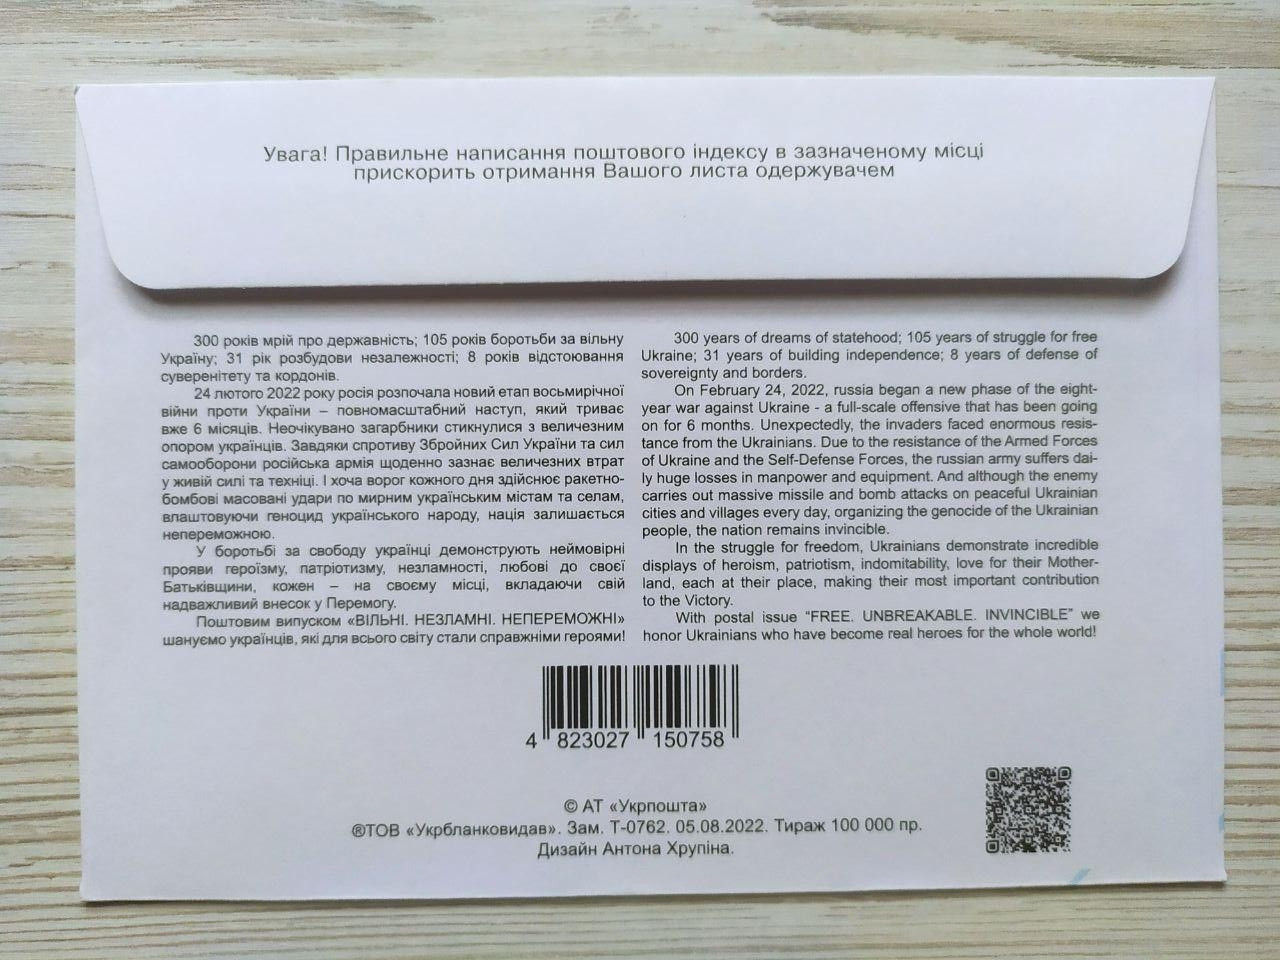 Увага! Правильне написання поштового індексу в зазначеному місці
прискорить отримання Вашого листа одержувачем
300 років мрій про державність; 105 років боротьби за вільну
Україну; 31 рік розбудови незалежності; 8 років відстоювання
суверенітету та кордонів.
24 лютого 2022 року росія розпочала новий етап восьмирічної
війни проти України – повномасштабний наступ, який триває
вже 6 місяців. Неочікувано загарбники стикнулися з величезним
опором українців. Завдяки спротиву Збройних Сил України та сил
самооборони російська армія щоденно зазнає величезних втрат
у живій силі та техніці. І хоча ворог кожного дня здійснює ракетно-
бомбові масовані удари по мирним українським містам та селам,
влаштовуючи геноцид українського народу, нація залишається
непереможною.
У боротьбі за свободу українці демонструють неймовірні
прояви героїзму, патріотизму, незламності, любові до своєї
Батьківщини, кожен – на своєму місці, вкладаючи свій
надважливий внесок у Перемогу.
Поштовим випуском «ВІЛЬНІ. НЕЗЛАМНІ. НЕПЕРЕМОЖНІ»
шануємо українців, які для всього світу стали справжніми героями!
300 years of dreams of statehood; 105 years of struggle for free
Ukraine; 31 years of building independence; 8 years of defense of
sovereignty and borders.
On February 24, 2022, russia began a new phase of the eight-
year war against Ukraine - a full-scale offensive that has been going
on for 6 months. Unexpectedly, the invaders faced enormous resis-
tance from the Ukrainians. Due to the resistance of the Armed Forces
of Ukraine and the Self-Defense Forces, the russian army suffers dai-
ly huge losses in manpower and equipment. And although the enemy
carries out massive missile and bomb attacks on peaceful Ukrainian
cities and villages every day, organizing the genocide of the Ukrainian
people, the nation remains invincible.
In the struggle for freedom, Ukrainians demonstrate incredible
displays of heroism, patriotism, indomitability, love for their Mother-
land, each at their place, making their most important contribution
to the Victory.
With postal issue “FREE. UNBREAKABLE. INVINCIBLE” we
honor Ukrainians who have become real heroes for the whole world!
4 823027 150758
© АТ «Укрпошта»
®ТОВ «Укрбланковидав». Зам. Т-0762. 05.08.2022. Тираж 100 000 пр.
Дизайн Антона Хрупіна.